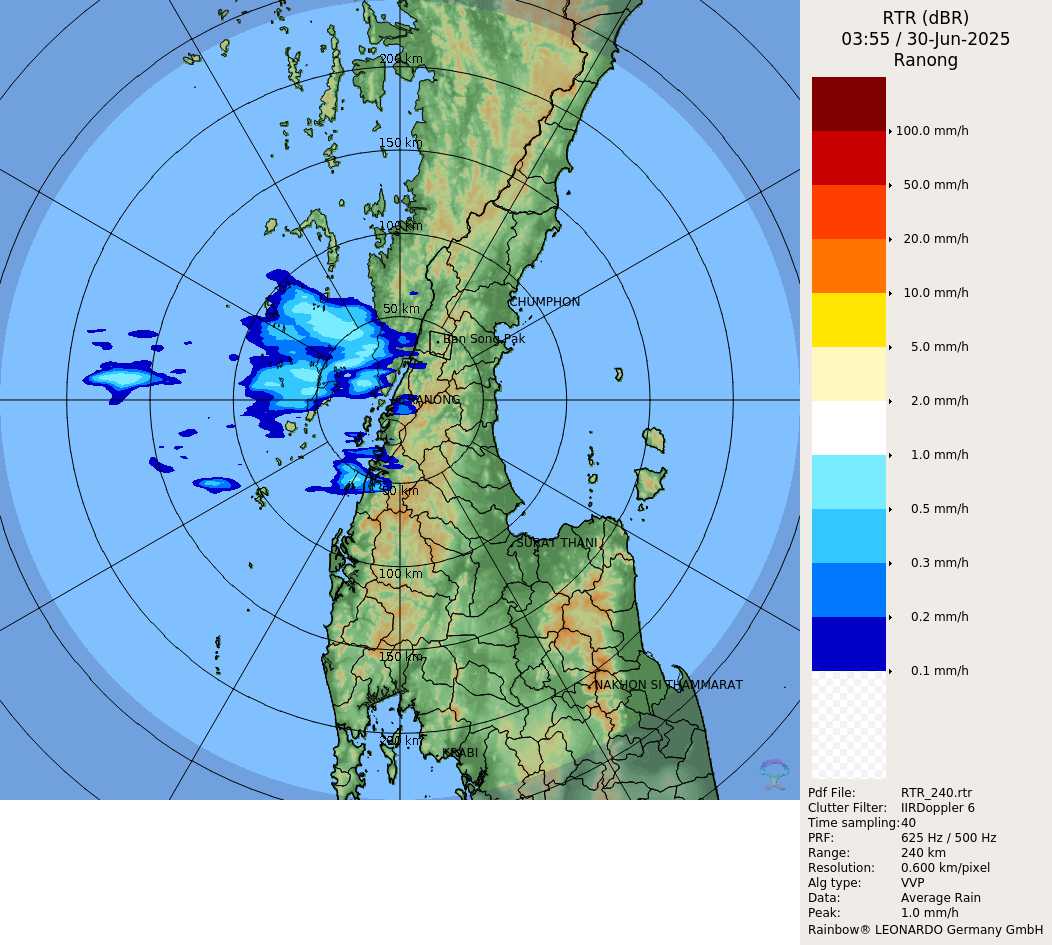 RTR (dBR)
03:55 / 30-Jun-2025
Ranong
200 km
150 km
100 km
50 km
CHUMPHON
Ban Song Pak
RANONG
50 km
SURAT THANI
100 km
150 km
NAKHON SI THAMMARAT
200 km
KRABI
100.0 mm/h
50.0 mm/h
20.0 mm/h
10.0 mm/h
5.0 mm/h
2.0 mm/h
1.0 mm/h
0.5 mm/h
0.3 mm/h
0.2 mm/h
0.1 mm/h
Pdf File: RTR_240.rtr
Clutter Filter: IIRDoppler 6
Time sampling:40
PRF: 625 Hz / 500 Hz
Range: 240 km
Resolution: 0.600 km/pixel
Alg type: VVP
Data: Average Rain
Peak: 1.0 mm/h
Rainbow® LEONARDO Germany GmbH